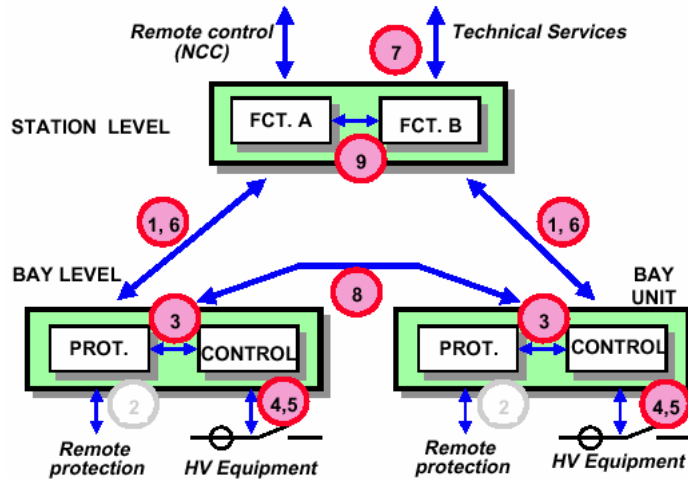 Remote control
(NCC)
7
Technical Services
STATION LEVEL
FCT. A
FCT. B
9
1, 6
1, 6
BAY LEVEL
8
BAY
UNIT
3
3
PROT.
CONTROL
PROT.
CONTROL
2
4,5
2
4,5
Remote
protection
HV Equipment
Remote
protection
HV Equipment